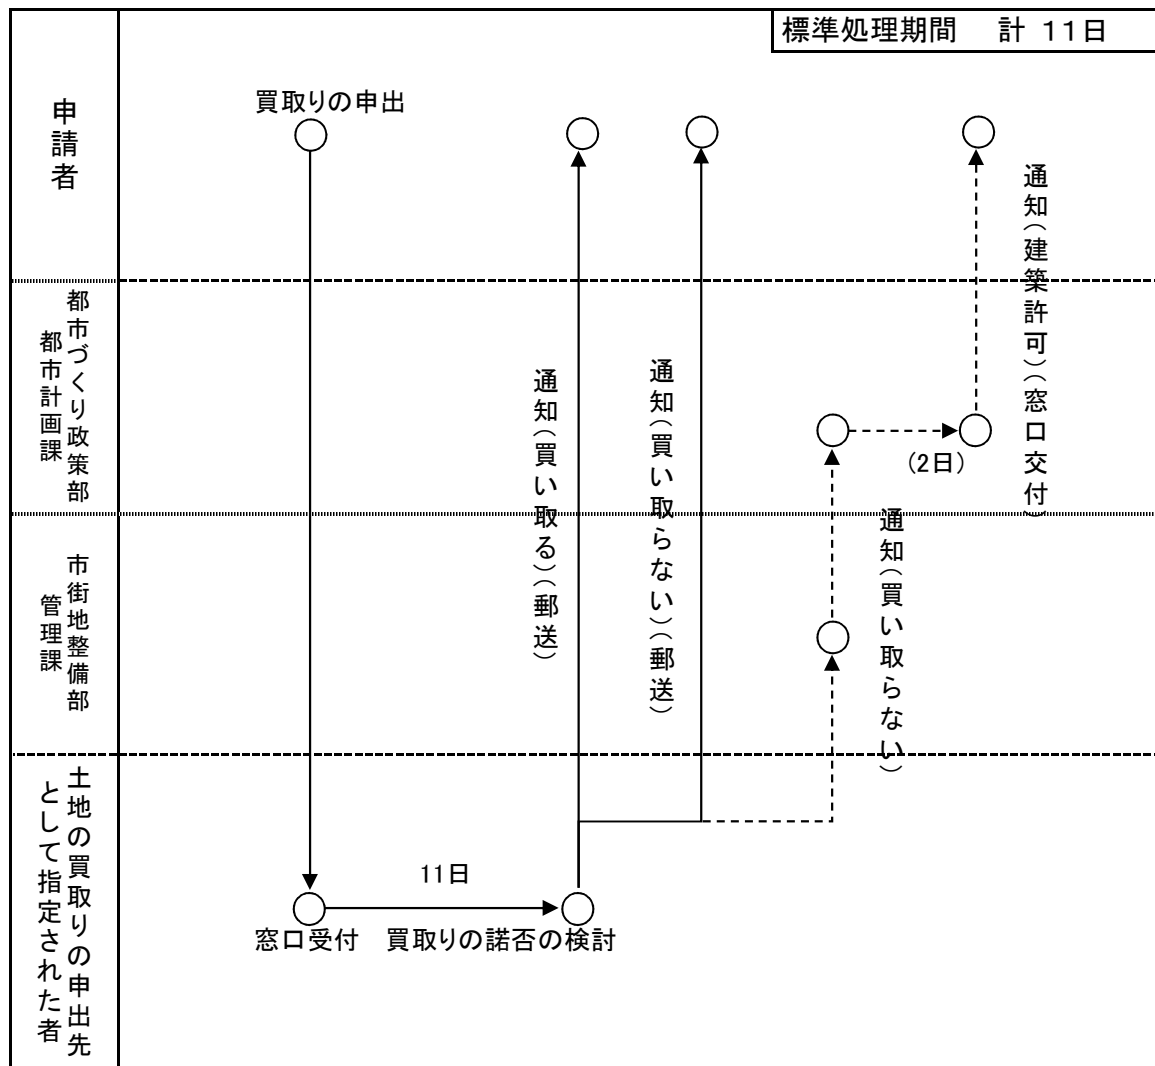 標準処理期間　計 11日
申請者
買取りの申出
通知(建築許可)(窓口交付)
都市づくり政策部
都市計画課
通知(買い取る)(郵送)
通知(買い取らない)(郵送)
(2日)
市街地整備部
管理課
通知(買い取らない)
土地の買取りの申出先
として指定された者
11日
窓口受付　買取りの諾否の検討